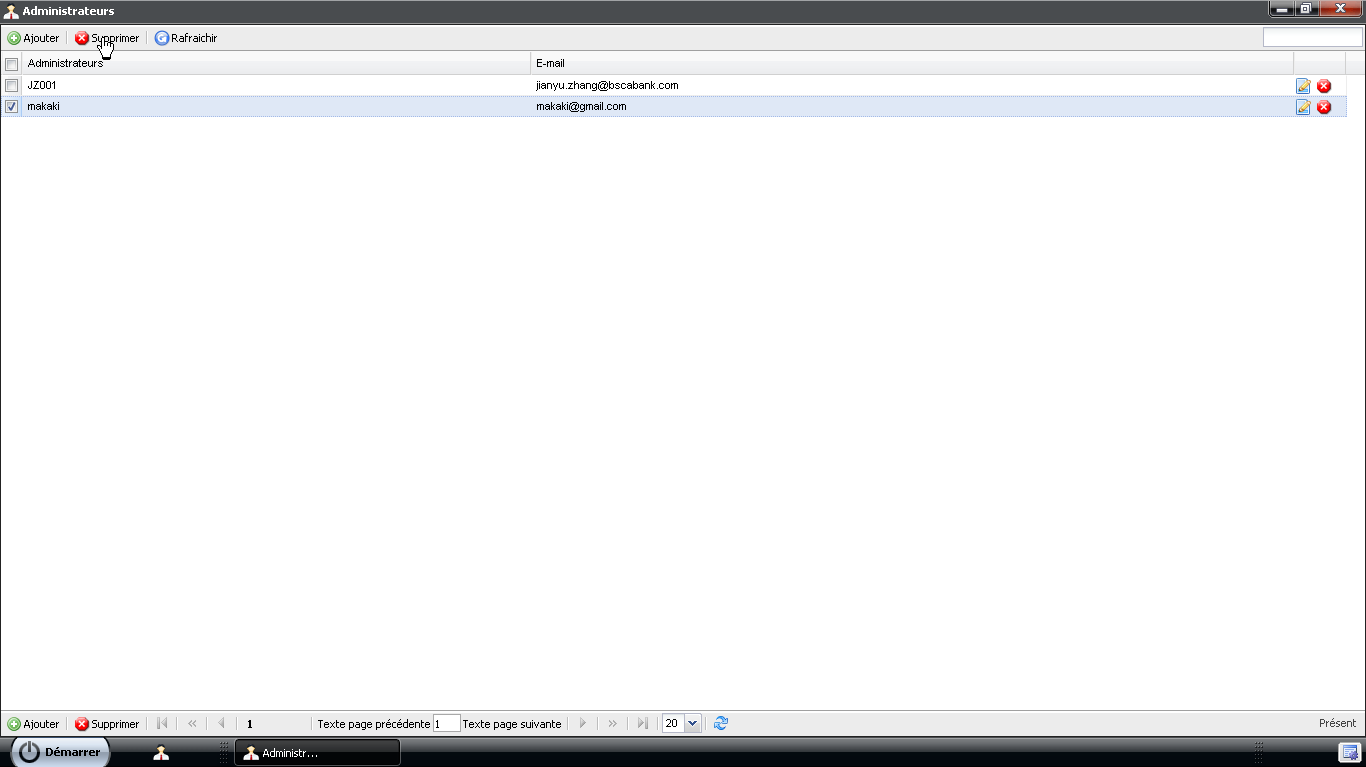 Administrateurs
Ajouter Supprimer Rafraichir
Administrateurs E-mail
JZ001 jianyu.zhang@bscabank.com
makaki makaki@gmail.com
Ajouter Supprimer 1 Texte page précédente 1 Texte page suivante 20 Présent
Démarrer Administr...